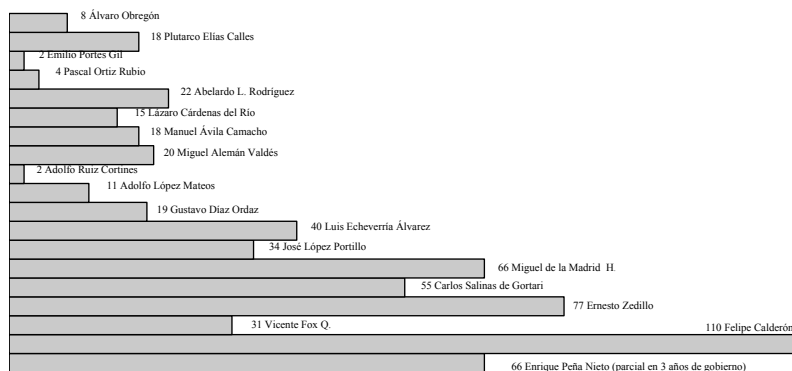 8 Álvaro Obregón
18 Plutarco Elías Calles
2 Emilio Portes Gil
4 Pascal Ortiz Rubio
22 Abelardo L. Rodríguez
15 Lázaro Cárdenas del Río
18 Manuel Ávila Camacho
20 Miguel Alemán Valdés
2 Adolfo Ruiz Cortines
11 Adolfo López Mateos
19 Gustavo Díaz Ordaz
40 Luis Echeverría Álvarez
34 José López Portillo
66 Miguel de la Madrid H.
55 Carlos Salinas de Gortari
77 Ernesto Zedillo
31 Vicente Fox Q.
110 Felipe Calderón
66 Enrique Peña Nieto (parcial en 3 años de gobierno)